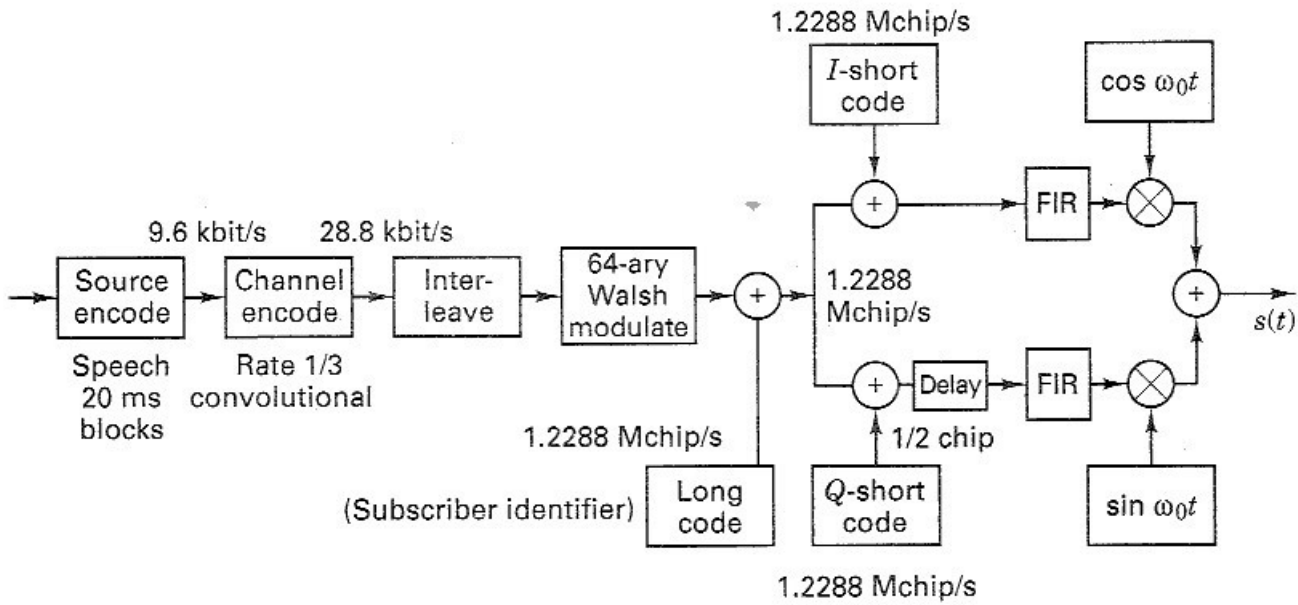 1.2288 Mchip/s
I-short
code
cos ω₀t
9.6 kbit/s
28.8 kbit/s
Source
encode
Channel
encode
Inter-
leave
64-ary
Walsh
modulate
+
+
FIR
1.2288
Mchip/s
+
s(t)
Speech
20 ms
blocks
Rate 1/3
convolutional
+
Delay
FIR
1/2 chip
1.2288 Mchip/s
(Subscriber identifier)
Long
code
Q-short
code
sin ω₀t
1.2288 Mchip/s